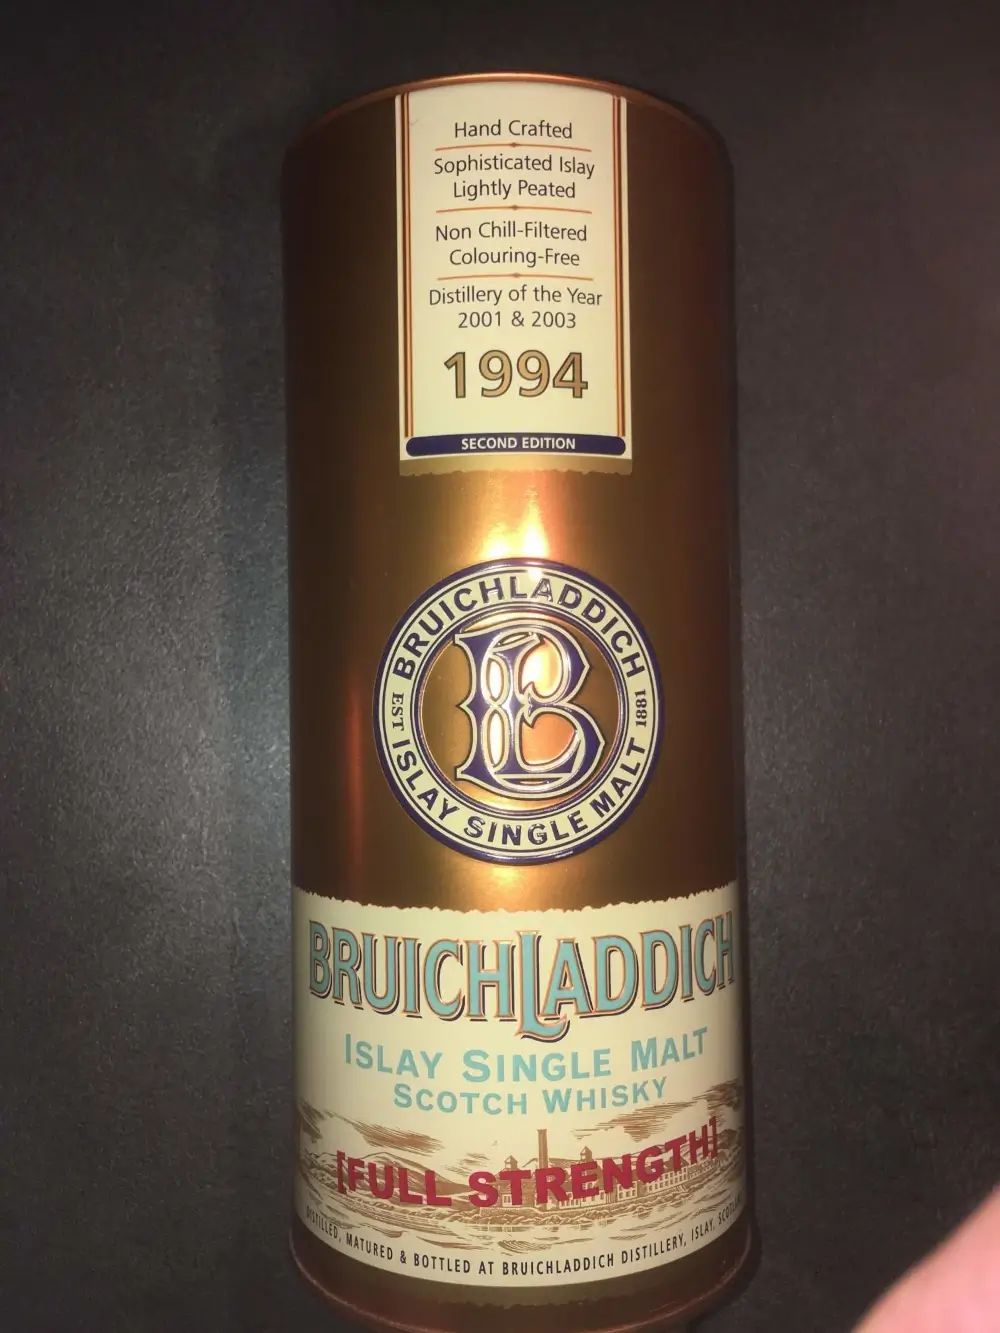 Hand Crafted
Sophisticated Islay
Lightly Peated
Non Chill-Filtered
Colouring-Free
Distillery of the Year
2001 & 2003
1994
SECOND EDITION
BRUICHLADDICH
EST
1881
B
ISLAY SINGLE MALT
BRUICHLADDICH
ISLAY SINGLE MALT
SCOTCH WHISKY
[FULL STRENGTH]
DISTILLED, MATURED & BOTTLED AT BRUICHLADDICH DISTILLERY, ISLAY, SCOTLAND